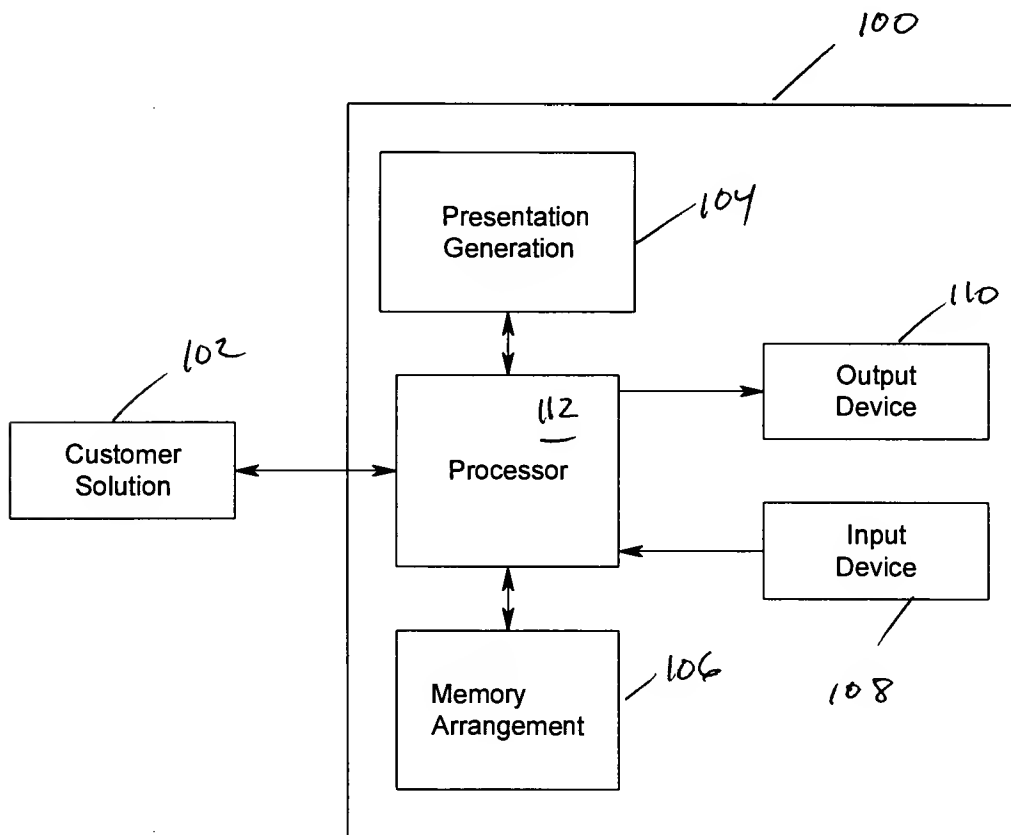 100
Presentation
Generation
104
110
Output
Device
102
Customer
Solution
112
Processor
Input
Device
108
Memory
Arrangement
106